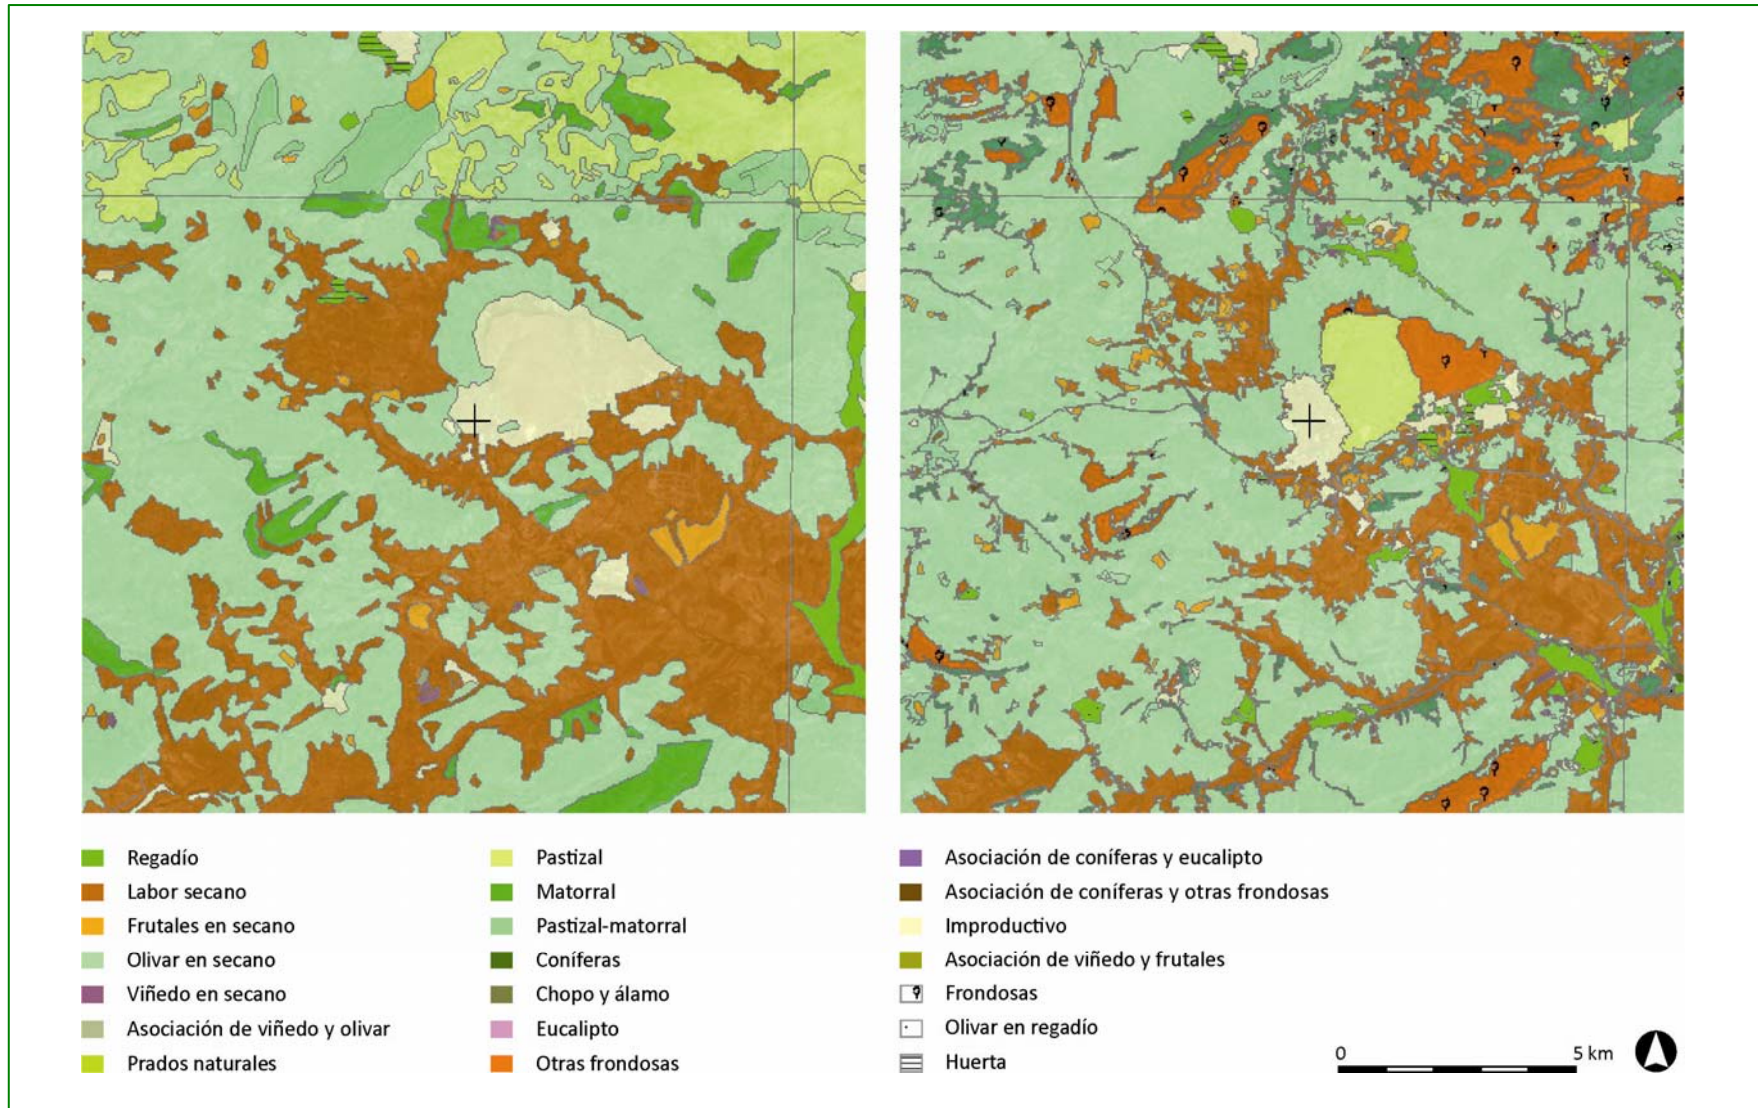 Regadío
Labor secano
Frutales en secano
Olivar en secano
Viñedo en secano
Asociación de viñedo y olivar
Prados naturales
Pastizal
Matorral
Pastizal-matorral
Coníferas
Chopo y álamo
Eucalipto
Otras frondosas
Asociación de coníferas y eucalipto
Asociación de coníferas y otras frondosas
Improductivo
Asociación de viñedo y frutales
Frondosas
Olivar en regadío
Huerta
0 5 km